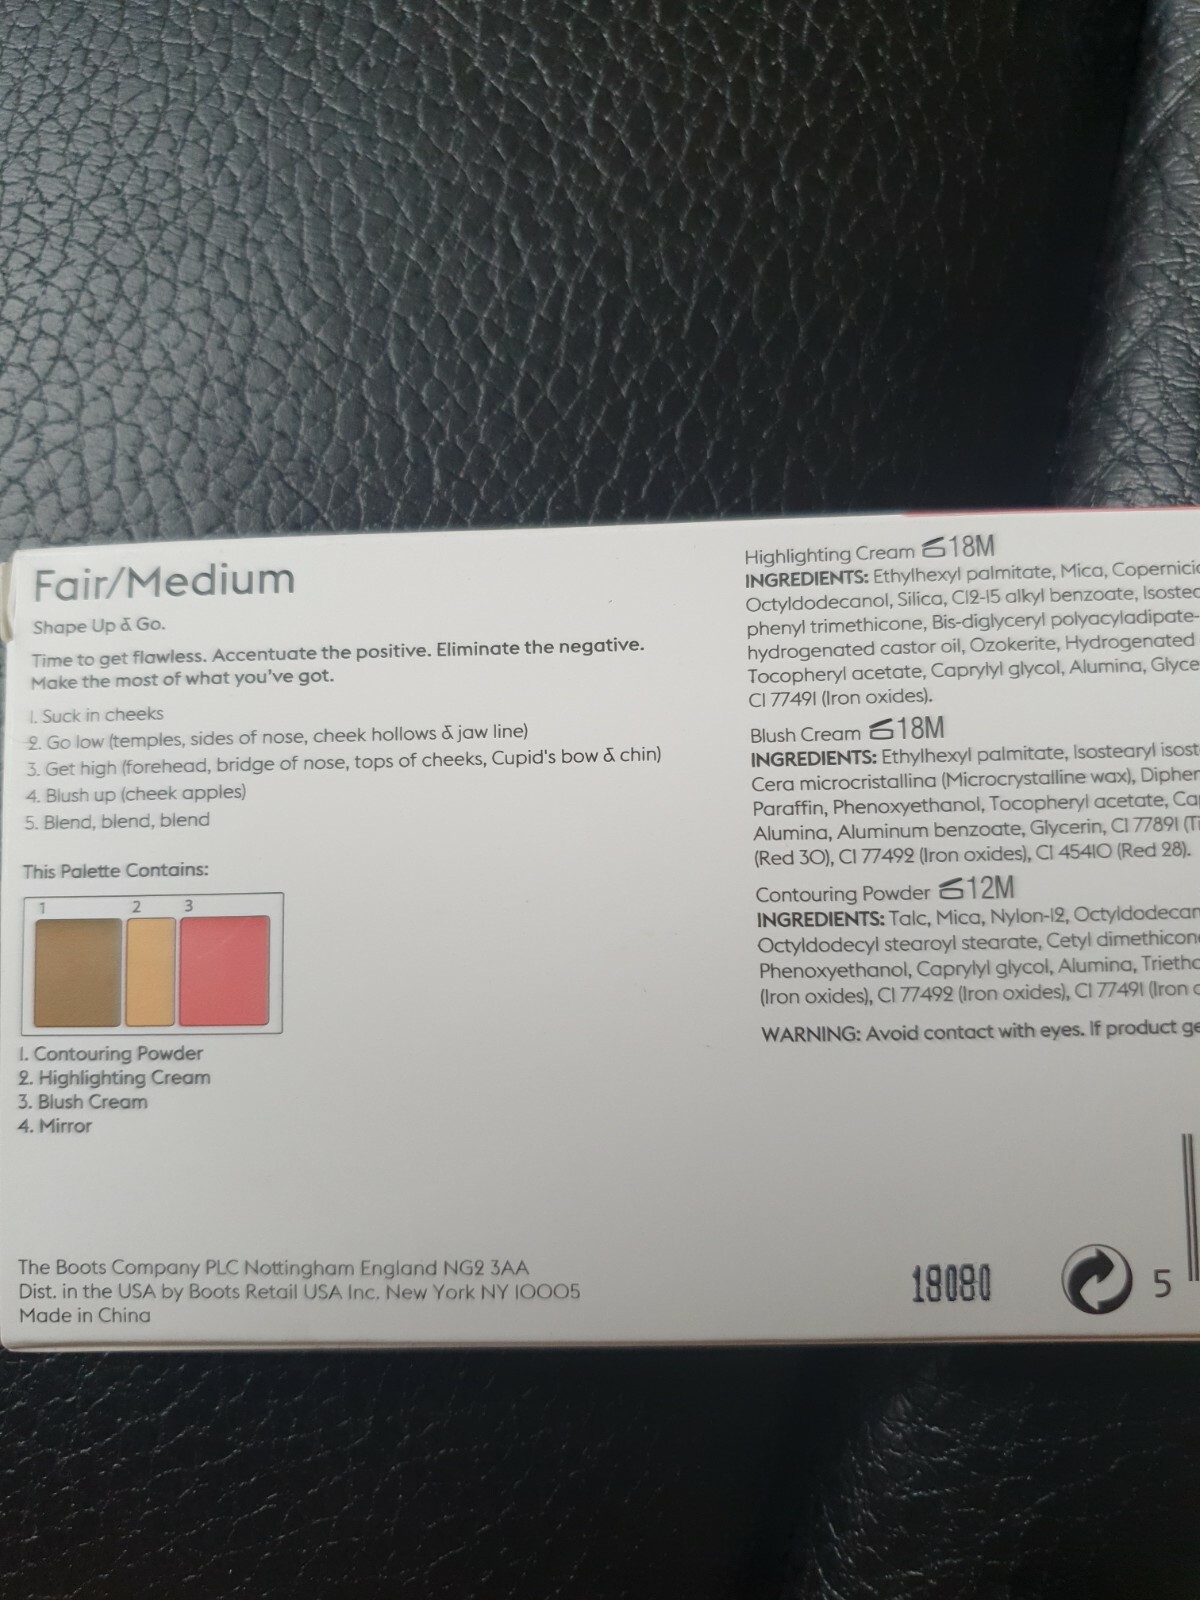 Fair/Medium
Shape Up & Go.
Time to get flawless. Accentuate the positive. Eliminate the negative.
Make the most of what you've got.
1. Suck in cheeks
2. Go low (temples, sides of nose, cheek hollows & jaw line)
3. Get high (forehead, bridge of nose, tops of cheeks, Cupid's bow & chin)
4. Blush up (cheek apples)
5. Blend, blend, blend
This Palette Contains:
1 2 3
1. Contouring Powder
2. Highlighting Cream
3. Blush Cream
4. Mirror
The Boots Company PLC Nottingham England NG2 3AA
Dist. in the USA by Boots Retail USA Inc. New York NY 10005
Made in China
Highlighting Cream 18M
INGREDIENTS: Ethylhexyl palmitate, Mica, Copernicia
Octyldodecanol, Silica, C12-15 alkyl benzoate,
phenyl trimethicone, Bis-diglyceryl polyacyladipate-
hydrogenated castor oil, Ozokerite, Hydrogenated
Tocopheryl acetate, Caprylyl glycol, Alumina,
CI 77491 (Iron oxides).
Blush Cream 18M
INGREDIENTS: Ethylhexyl palmitate, Isostearyl
Cera microcristallina (Microcrystalline wax),
Paraffin, Phenoxyethanol, Tocopheryl acetate,
Alumina, Aluminum benzoate, Glycerin, CI 77891
(Red 30), CI 77492 (Iron oxides), CI 45410 (Red 28).
Contouring Powder 12M
INGREDIENTS: Talc, Mica, Nylon-12,
Octyldodecyl stearoyl stearate, Cetyl dimethicone
Phenoxyethanol, Caprylyl glycol, Alumina,
(Iron oxides), CI 77492 (Iron oxides), CI 77491 (Iron
WARNING: Avoid contact with eyes. If product
18080
5